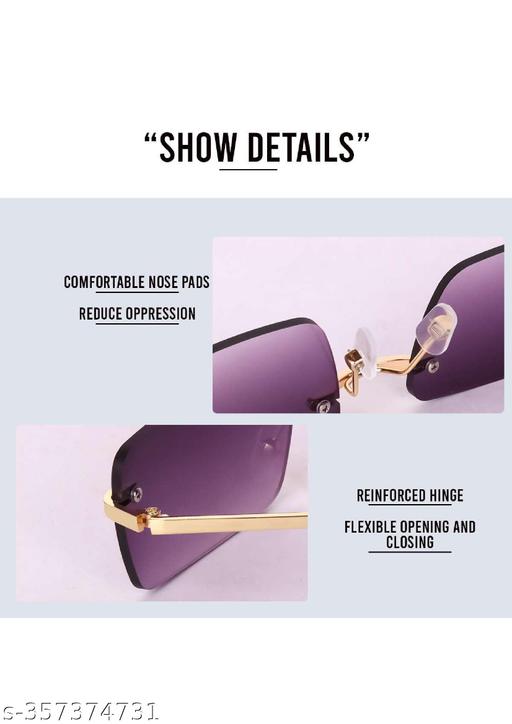 “SHOW DETAILS”
COMFORTABLE NOSE PADS
REDUCE OPPRESSION
REINFORCED HINGE
FLEXIBLE OPENING AND
CLOSING
s-357374731